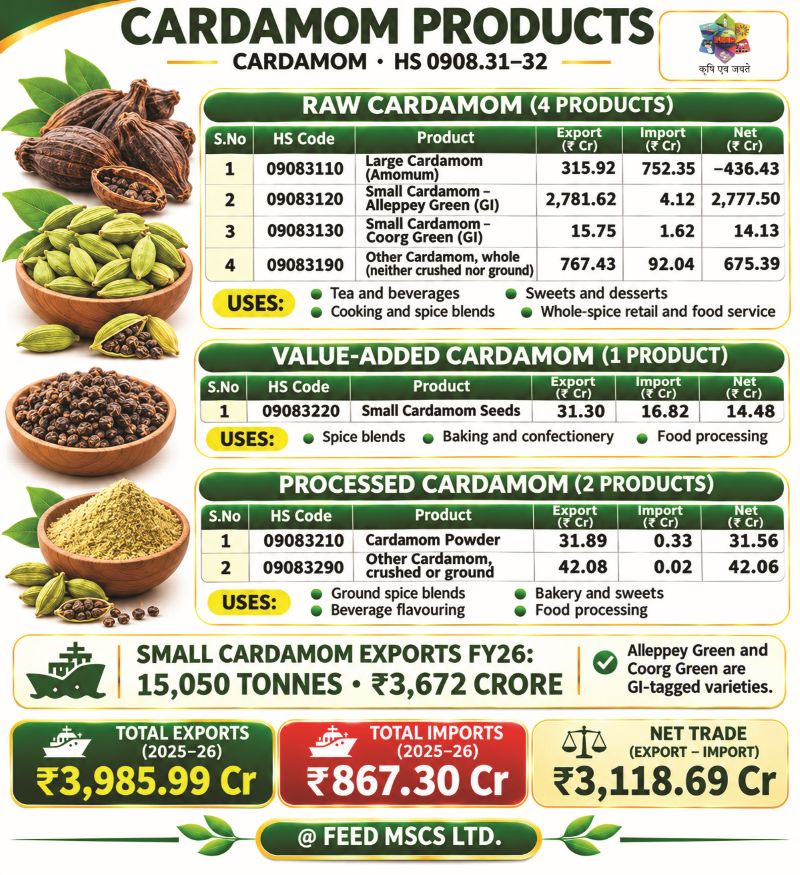 CARDAMOM PRODUCTS
CARDAMOM • HS 0908.31–32
कृषि एवं जयते
RAW CARDAMOM (4 PRODUCTS)
S.No HS Code Product Export (₹ Cr) Import (₹ Cr) Net (₹ Cr)
1 09083110 Large Cardamom (Amomum) 315.92 752.35 –436.43
2 09083120 Small Cardamom – Alleppey Green (GI) 2,781.62 4.12 2,777.50
3 09083130 Small Cardamom – Coorg Green (GI) 15.75 1.62 14.13
4 09083190 Other Cardamom, whole (neither crushed nor ground) 767.43 92.04 675.39
USES:
Tea and beverages
Sweets and desserts
Cooking and spice blends
Whole-spice retail and food service
VALUE-ADDED CARDAMOM (1 PRODUCT)
S.No HS Code Product Export (₹ Cr) Import (₹ Cr) Net (₹ Cr)
1 09083220 Small Cardamom Seeds 31.30 16.82 14.48
USES: Spice blends Baking and confectionery Food processing
PROCESSED CARDAMOM (2 PRODUCTS)
S.No HS Code Product Export (₹ Cr) Import (₹ Cr) Net (₹ Cr)
1 09083210 Cardamom Powder 31.89 0.33 31.56
2 09083290 Other Cardamom, crushed or ground 42.08 0.02 42.06
USES:
Ground spice blends
Bakery and sweets
Beverage flavouring
Food processing
SMALL CARDAMOM EXPORTS FY26:
15,050 TONNES • ₹3,672 CRORE
Alleppey Green and
Coorg Green are
GI-tagged varieties.
TOTAL EXPORTS
(2025–26)
₹3,985.99 Cr
TOTAL IMPORTS
(2025–26)
₹867.30 Cr
NET TRADE
(EXPORT – IMPORT)
₹3,118.69 Cr
@ FEED MSCS LTD.